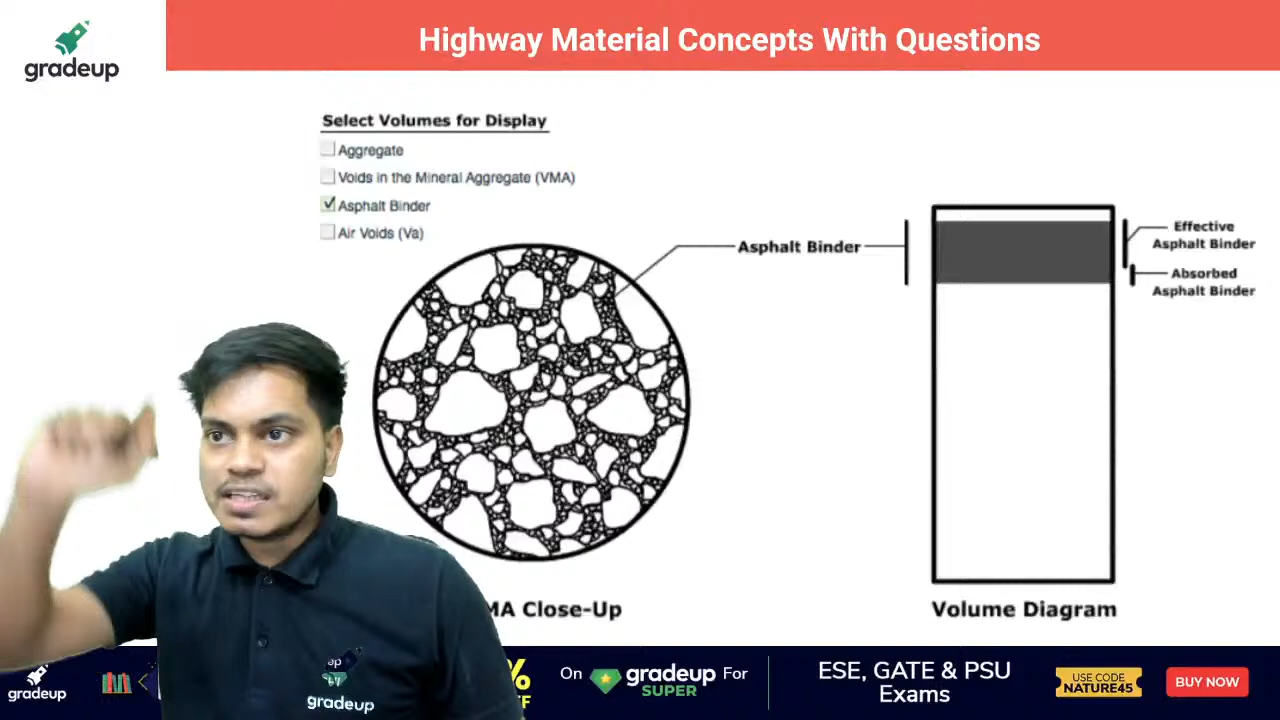 Highway Material Concepts With Questions
gradeup
Select Volumes for Display
Aggregate
Voids in the Mineral Aggregate (VMA)
Asphalt Binder
Air Voids (Va)
Asphalt Binder
Effective
Asphalt Binder
Absorbed
Asphalt Binder
MA Close-Up
Volume Diagram
gradeup
gradeup
%
FF
On gradeup For
SUPER
ESE, GATE & PSU
Exams
USE CODE
NATURE45
BUY NOW